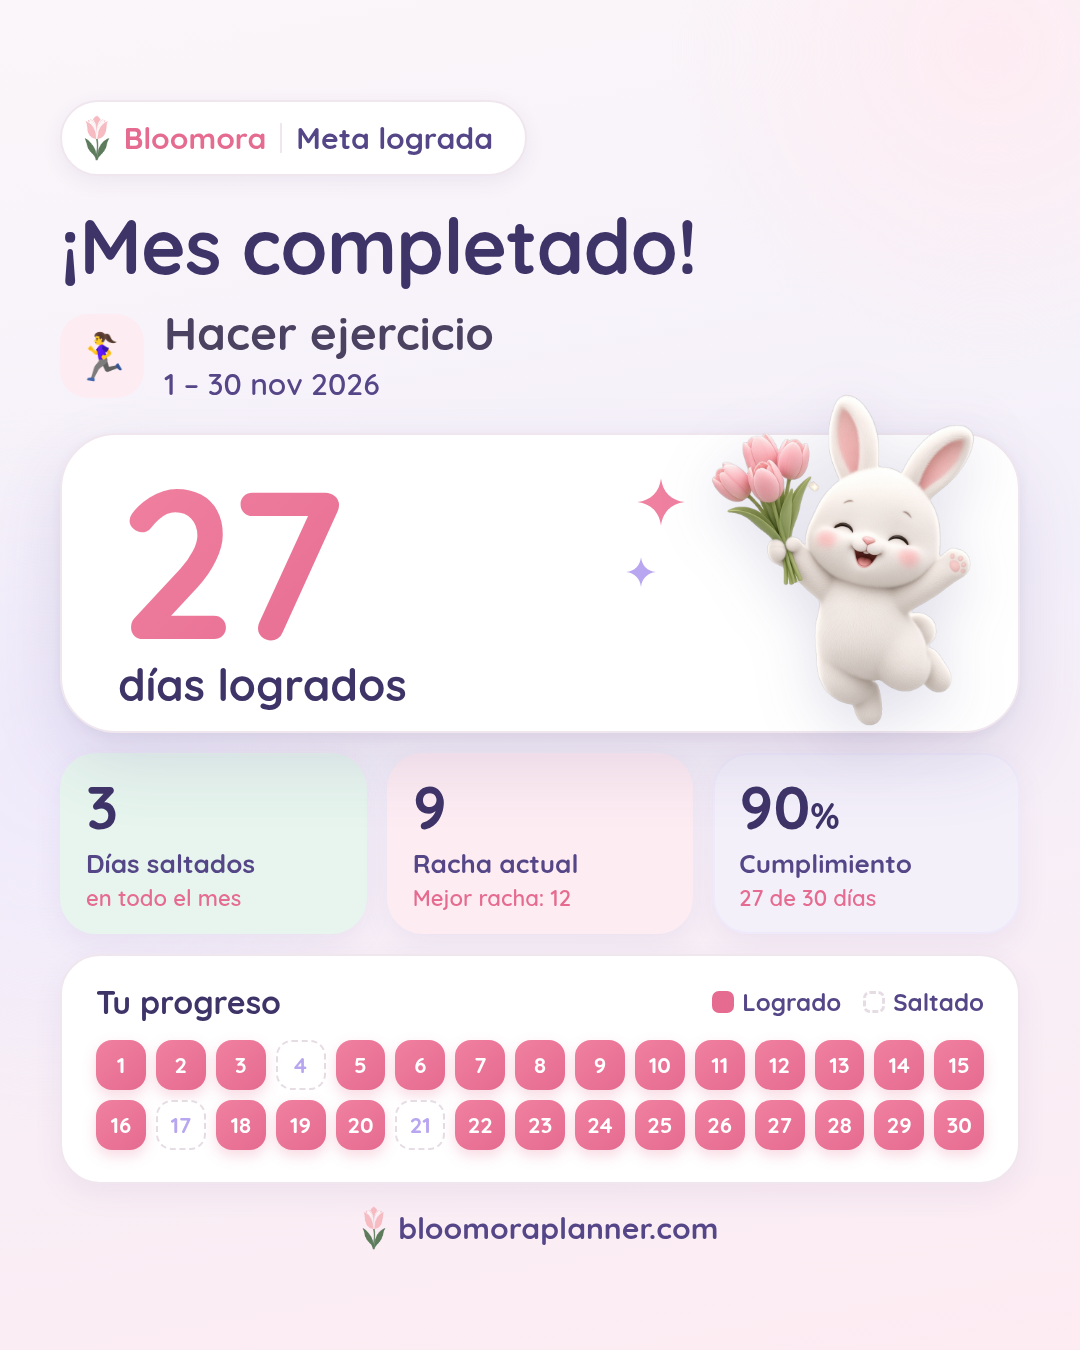 Bloomora | Meta lograda
¡Mes completado!
Hacer ejercicio
1 – 30 nov 2026
27
días logrados
3
Días saltados
en todo el mes
9
Racha actual
Mejor racha: 12
90%
Cumplimiento
27 de 30 días
Tu progreso
Logrado Saltado
1 2 3 4 5 6 7 8 9 10 11 12 13 14 15
16 17 18 19 20 21 22 23 24 25 26 27 28 29 30
bloomoraplanner.com